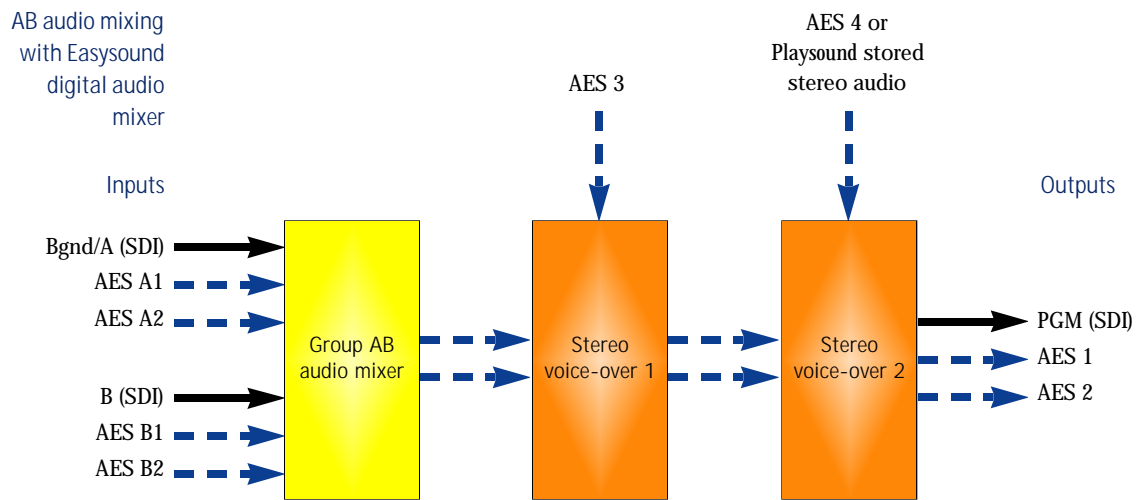 AB audio mixing
with Easysound
digital audio
mixer
AES 3
AES 4 or
Playsound stored
stereo audio
Inputs
Outputs
Bgnd/A (SDI)
AES A1
AES A2
B (SDI)
AES B1
AES B2
Group AB
audio mixer
Stereo
voice-over 1
Stereo
voice-over 2
PGM (SDI)
AES 1
AES 2